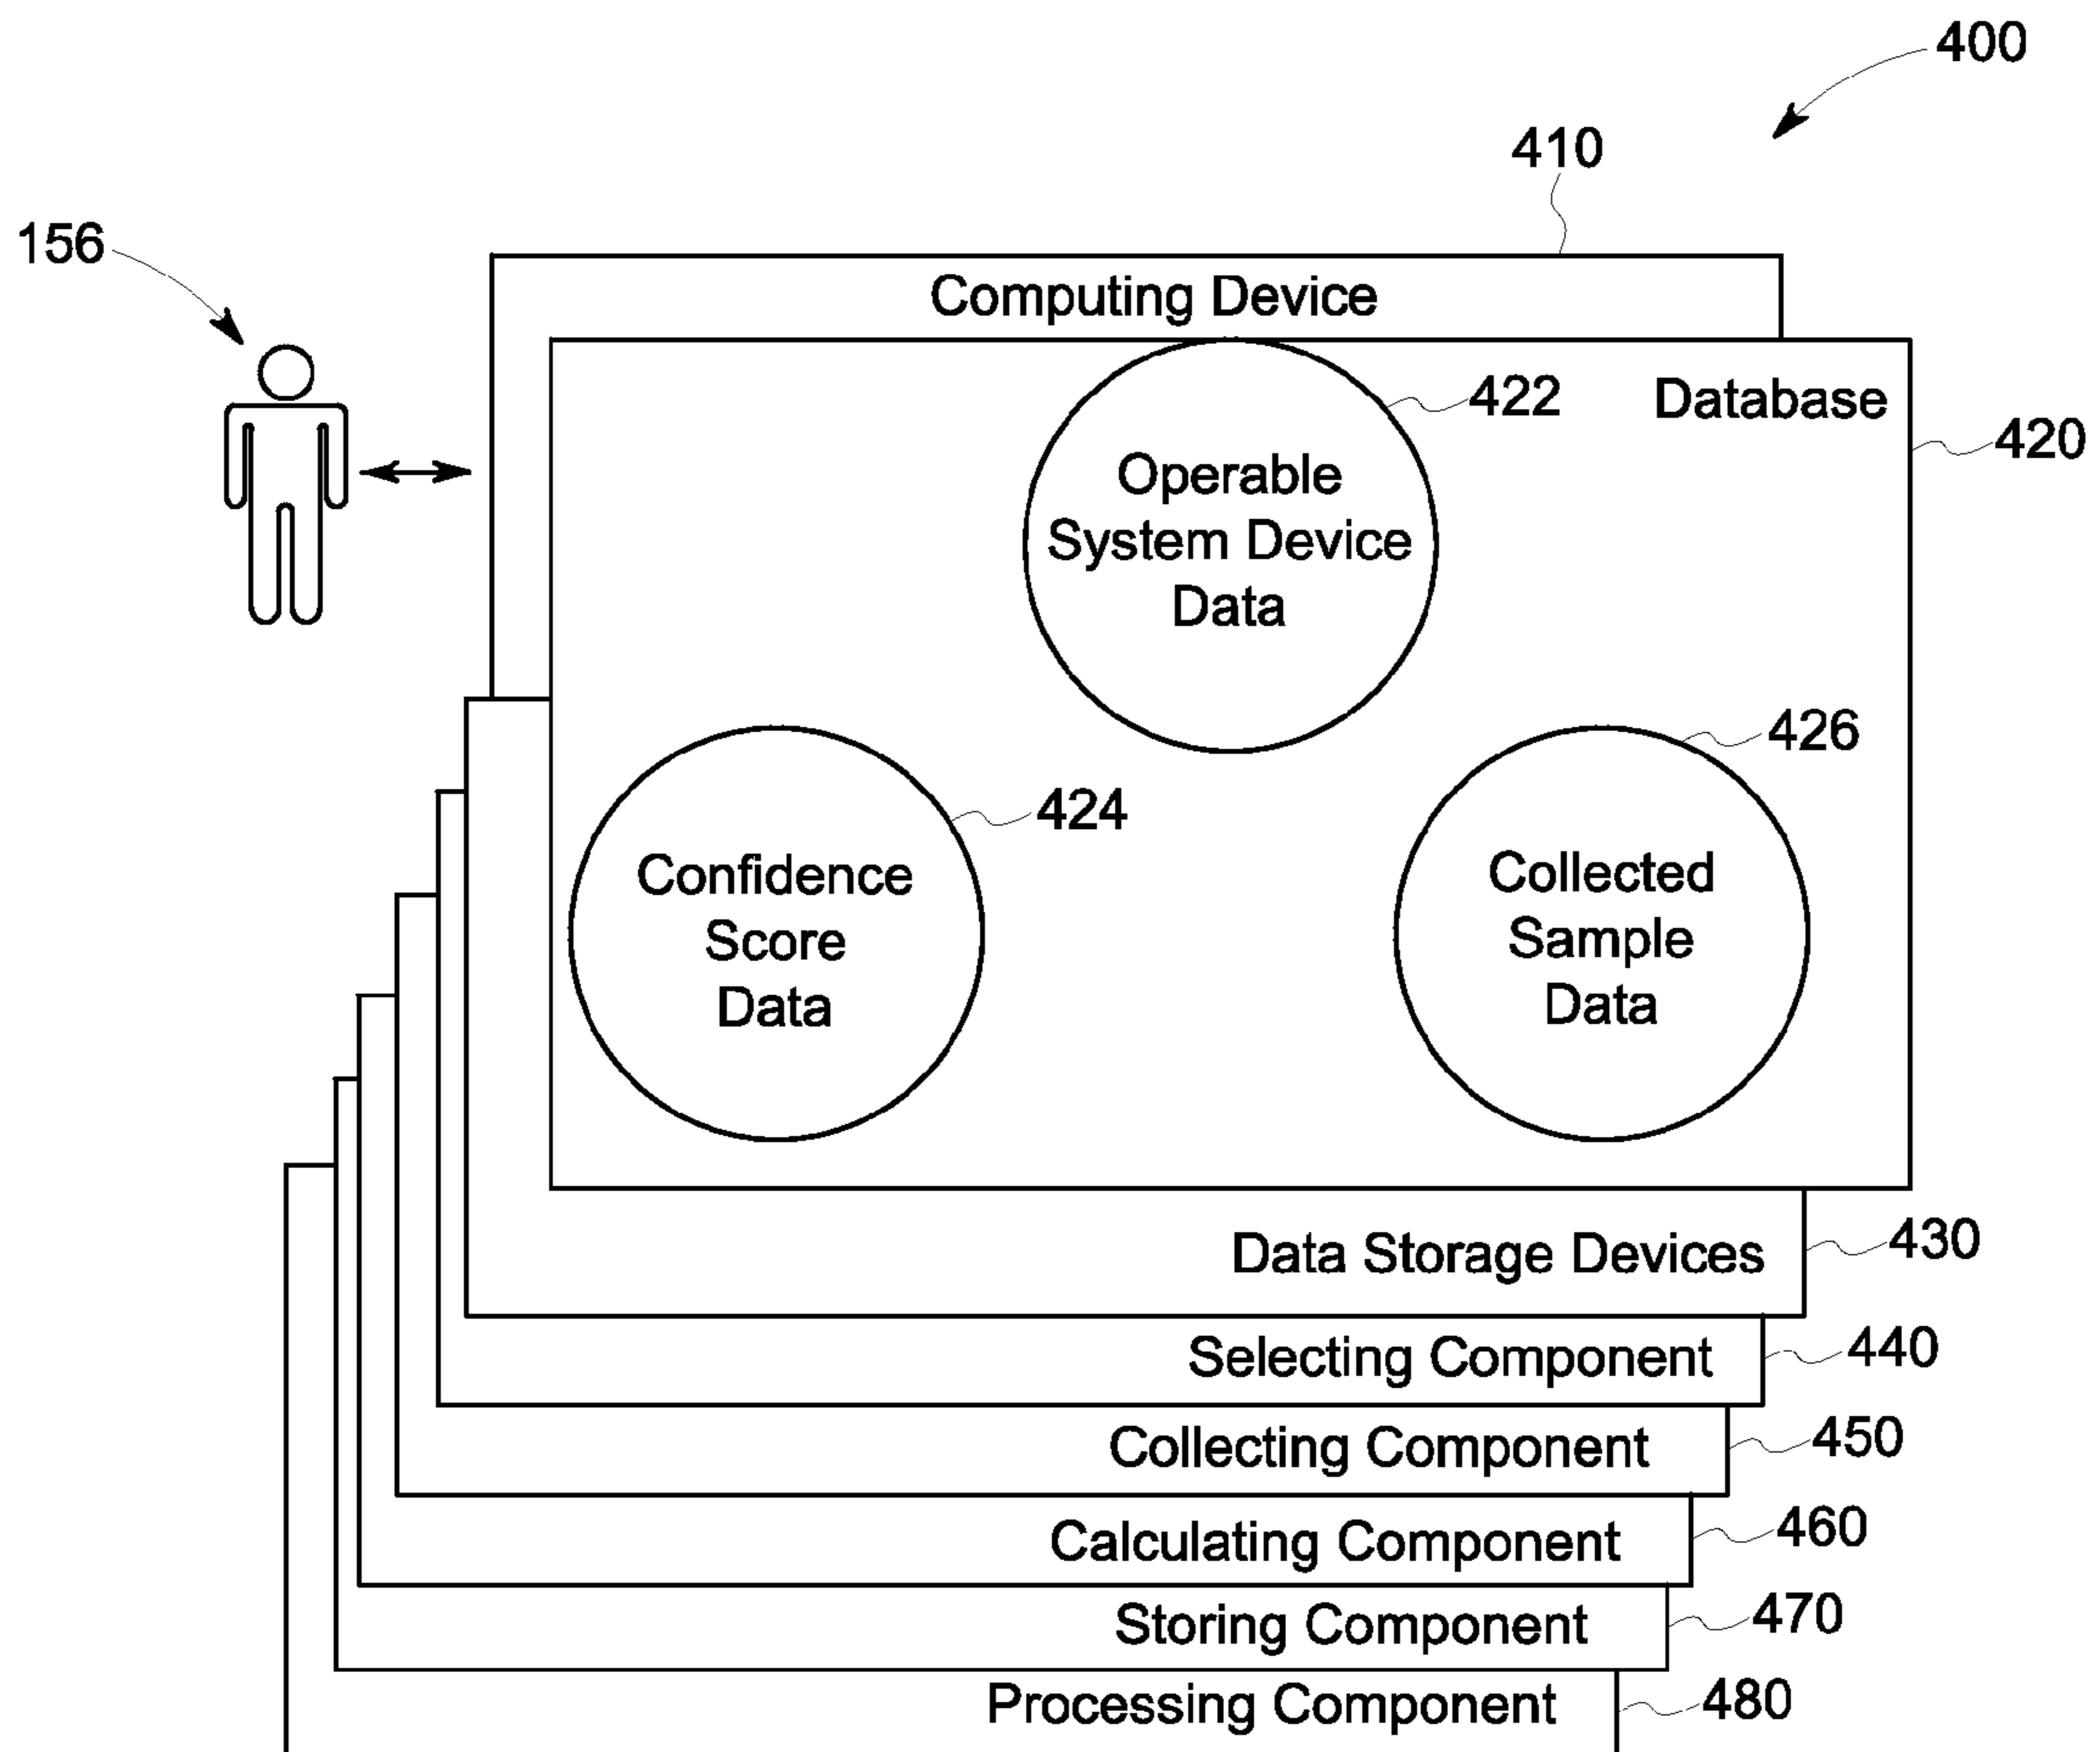 400
410
156
Computing Device
422
Database
420
Operable
System Device
Data
426
424
Confidence
Score
Data
Collected
Sample
Data
Data Storage Devices
430
Selecting Component
440
Collecting Component
450
Calculating Component
460
Storing Component
470
Processing Component
480